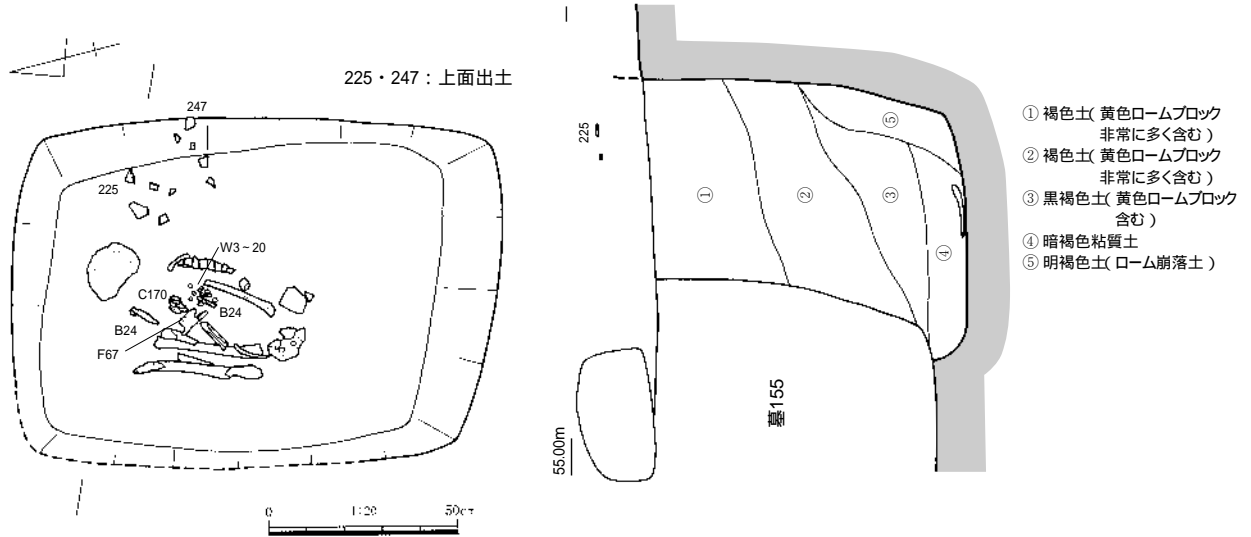 225・247：上面出土
247
225
W3～20
C170
B24
B24
F67
0 1:20 50cm
225
①
②
③
④
⑤
墓155
55.00m
① 褐色土( 黄色ロームブロック
非常に多く含む )
② 褐色土( 黄色ロームブロック
非常に多く含む )
③ 黒褐色土( 黄色ロームブロック
含む )
④ 暗褐色粘質土
⑤ 明褐色土( ローム崩落土 )